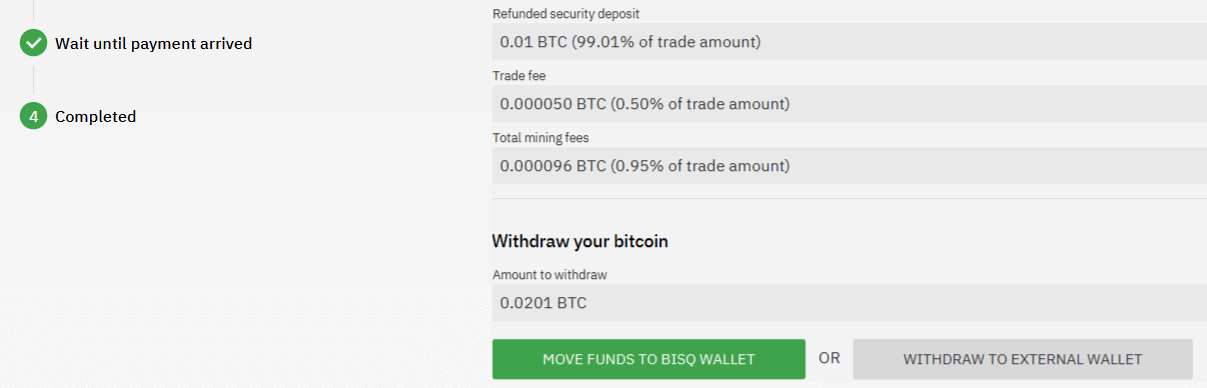 Wait until payment arrived
4 Completed
Refunded security deposit
0.01 BTC (99.01% of trade amount)
Trade fee
0.000050 BTC (0.50% of trade amount)
Total mining fees
0.000096 BTC (0.95% of trade amount)
Withdraw your bitcoin
Amount to withdraw
0.0201 BTC
MOVE FUNDS TO BISQ WALLET OR WITHDRAW TO EXTERNAL WALLET